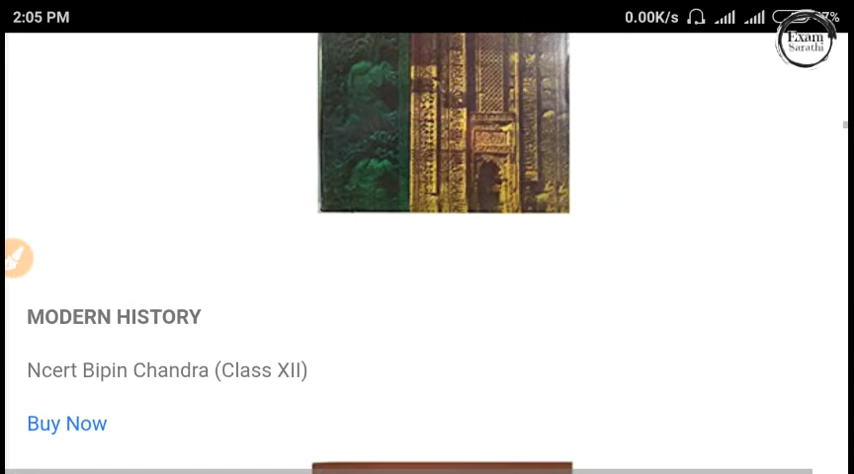 2:05 PM
0.00K/s
Exam
Sarathi
MODERN HISTORY
Ncert Bipin Chandra (Class XII)
Buy Now